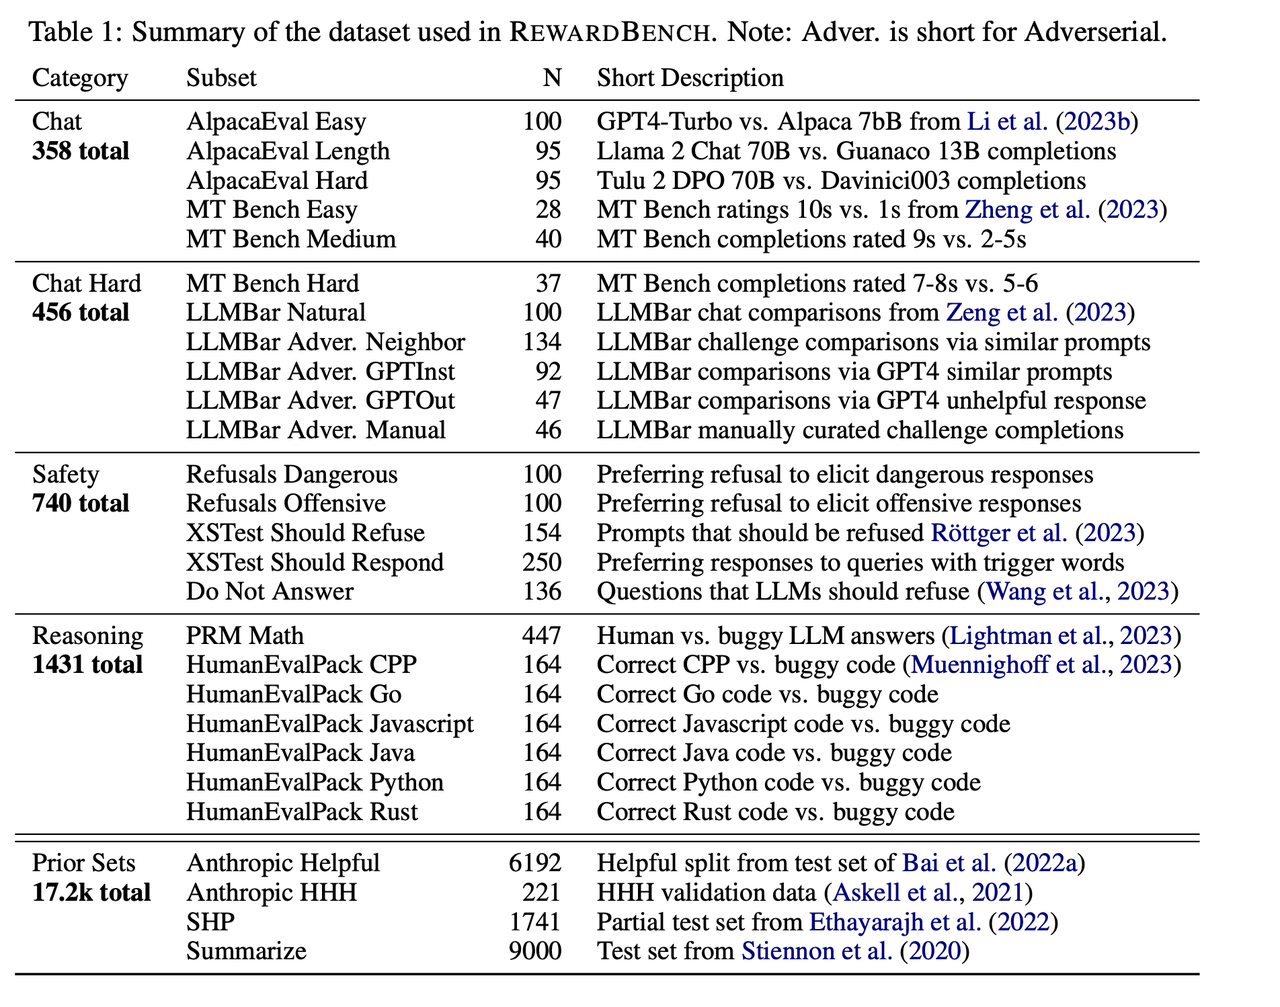 Table 1: Summary of the dataset used in REWARDBENCH. Note: Adver. is short for Adverserial.
Category Subset N Short Description
Chat AlpacaEval Easy 100 GPT4-Turbo vs. Alpaca 7bB from Li et al. (2023b)
358 total AlpacaEval Length 95 Llama 2 Chat 70B vs. Guanaco 13B completions
AlpacaEval Hard 95 Tulu 2 DPO 70B vs. Davinici003 completions
MT Bench Easy 28 MT Bench ratings 10s vs. 1s from Zheng et al. (2023)
MT Bench Medium 40 MT Bench completions rated 9s vs. 2-5s
Chat Hard MT Bench Hard 37 MT Bench completions rated 7-8s vs. 5-6
456 total LLMBar Natural 100 LLMBar chat comparisons from Zeng et al. (2023)
LLMBar Adver. Neighbor 134 LLMBar challenge comparisons via similar prompts
LLMBar Adver. GPTInst 92 LLMBar comparisons via GPT4 similar prompts
LLMBar Adver. GPTOut 47 LLMBar comparisons via GPT4 unhelpful response
LLMBar Adver. Manual 46 LLMBar manually curated challenge completions
Safety Refusals Dangerous 100 Preferring refusal to elicit dangerous responses
740 total Refusals Offensive 100 Preferring refusal to elicit offensive responses
XSTest Should Refuse 154 Prompts that should be refused Röttger et al. (2023)
XSTest Should Respond 250 Preferring responses to queries with trigger words
Do Not Answer 136 Questions that LLMs should refuse (Wang et al., 2023)
Reasoning PRM Math 447 Human vs. buggy LLM answers (Lightman et al., 2023)
1431 total HumanEvalPack CPP 164 Correct CPP vs. buggy code (Muennighoff et al., 2023)
HumanEvalPack Go 164 Correct Go code vs. buggy code
HumanEvalPack Javascript 164 Correct Javascript code vs. buggy code
HumanEvalPack Java 164 Correct Java code vs. buggy code
HumanEvalPack Python 164 Correct Python code vs. buggy code
HumanEvalPack Rust 164 Correct Rust code vs. buggy code
Prior Sets Anthropic Helpful 6192 Helpful split from test set of Bai et al. (2022a)
17.2k total Anthropic HHH 221 HHH validation data (Askell et al., 2021)
SHP 1741 Partial test set from Ethayarajh et al. (2022)
Summarize 9000 Test set from Stiennon et al. (2020)